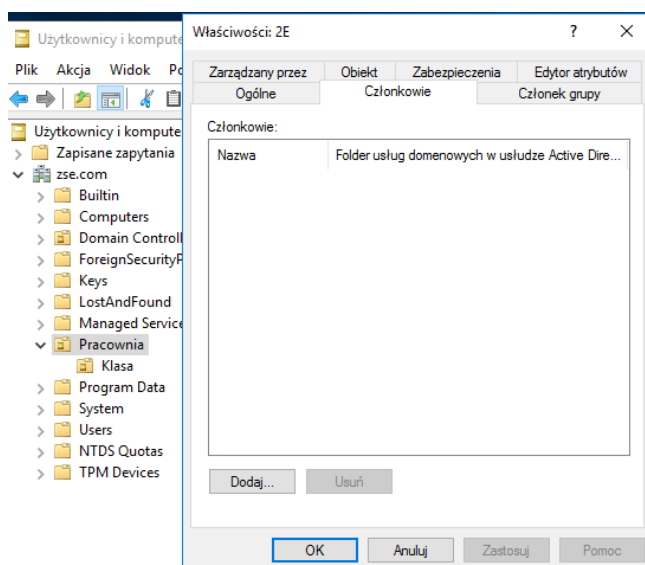 Użytkownicy i kompute
Plik Akcja Widok Po
Użytkownicy i kompute
Zapisane zapytania
zse.com
Builtin
Computers
Domain Controll
ForeignSecurityP
Keys
LostAndFound
Managed Service
Pracownia
Klasa
Program Data
System
Users
NTDS Quotas
TPM Devices
Właściwości: 2E
Zarządzany przez Obiekt Zabezpieczenia Edytor atrybutów
Ogólne Członkowie Członek grupy
Członkowie:
Nazwa Folder usług domenowych w usłudze Active Dire...
Dodaj... Usuń
OK Anuluj Zastosuj Pomoc